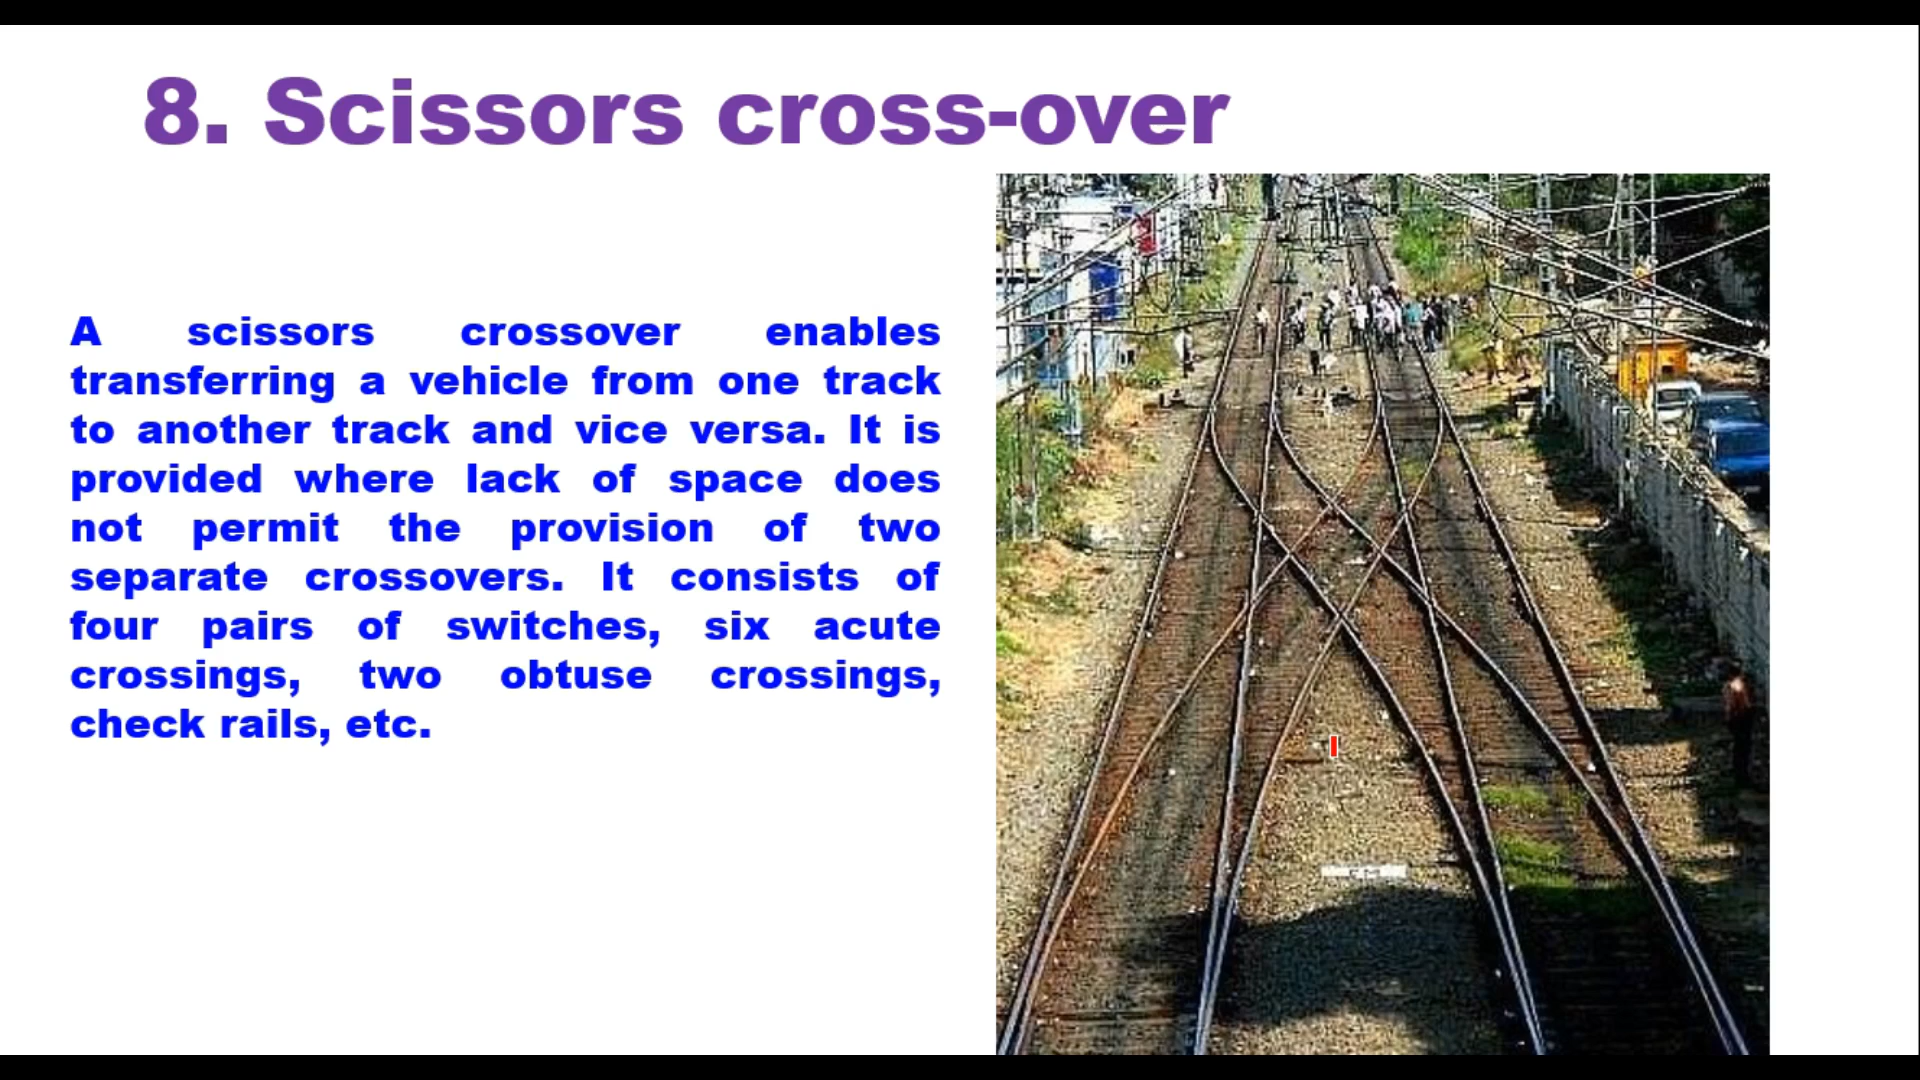 8. Scissors cross-over
A scissors crossover enables
transferring a vehicle from one track
to another track and vice versa. It is
provided where lack of space does
not permit the provision of two
separate crossovers. It consists of
four pairs of switches, six acute
crossings, two obtuse crossings,
check rails, etc.